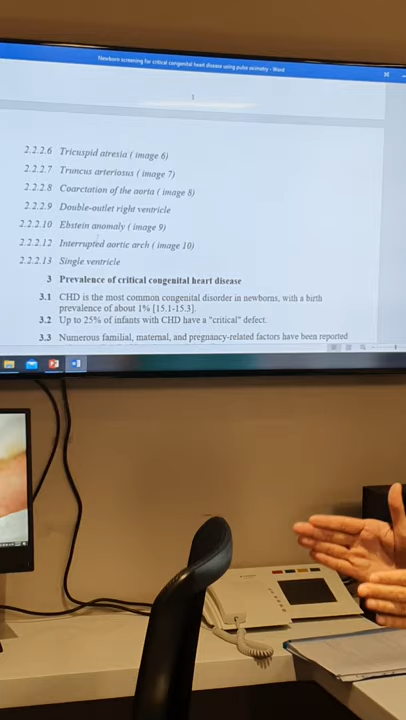 Newborn screening for critical congenital heart disease using pulse oximetry - Word
1
2.2.2.6 Tricuspid atresia ( image 6)
2.2.2.7 Truncus arteriosus ( image 7)
2.2.2.8 Coarctation of the aorta ( image 8)
2.2.2.9 Double-outlet right ventricle
2.2.2.10 Ebstein anomaly ( image 9)
2.2.2.12 Interrupted aortic arch ( image 10)
2.2.2.13 Single ventricle
3 Prevalence of critical congenital heart disease
3.1 CHD is the most common congenital disorder in newborns, with a birth
prevalence of about 1% [15.1-15.3].
3.2 Up to 25% of infants with CHD have a "critical" defect.
3.3 Numerous familial, maternal, and pregnancy-related factors have been reported